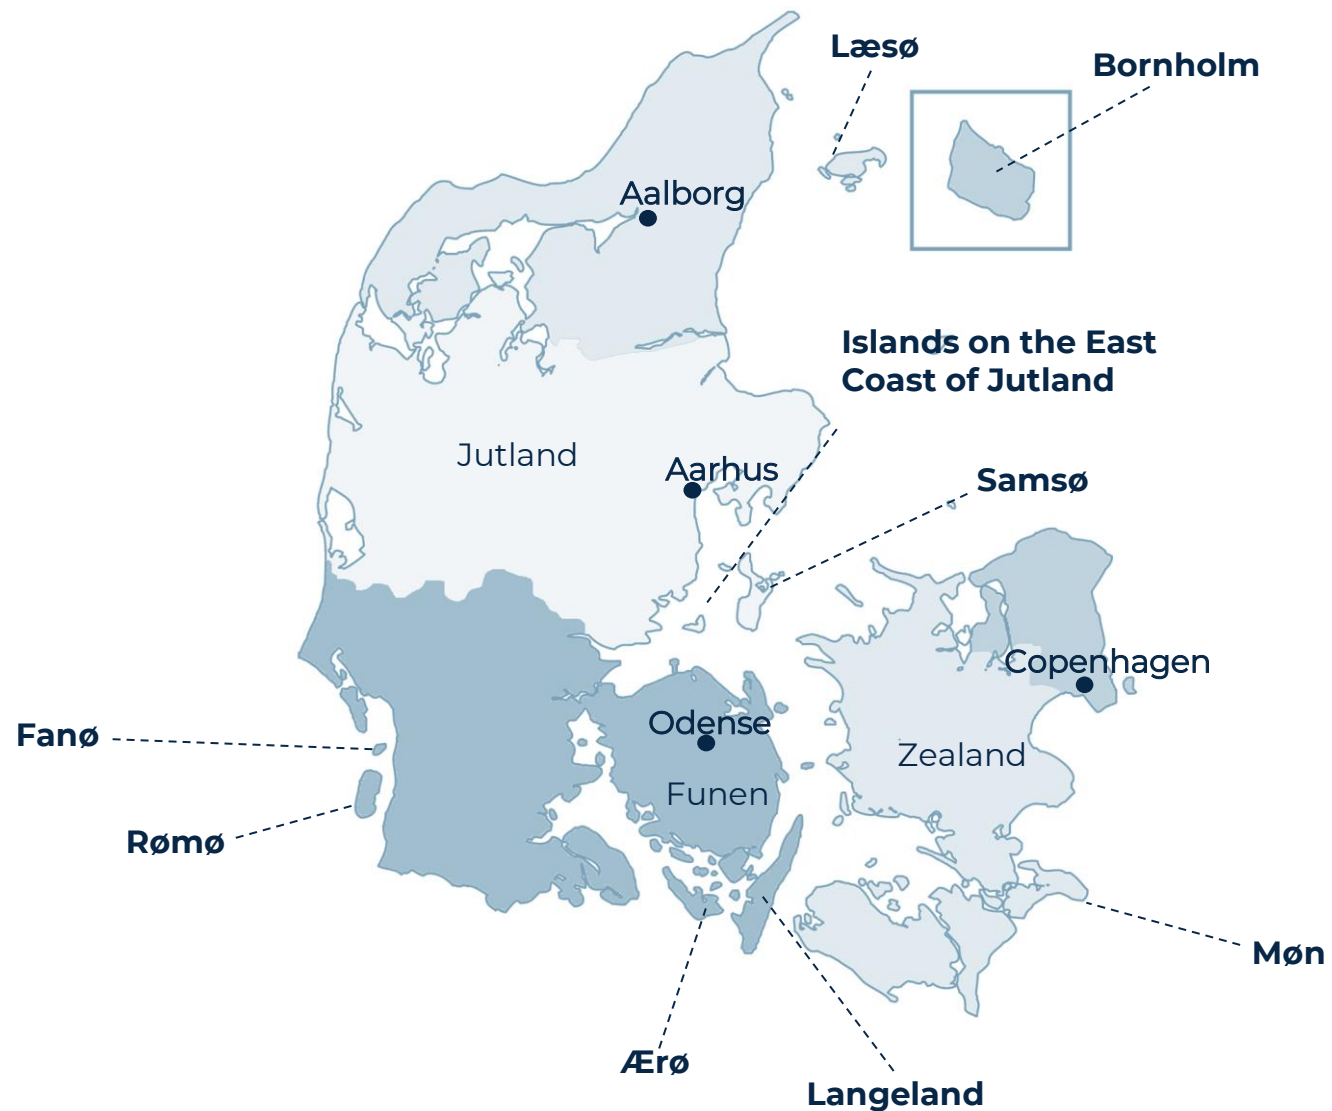 Læsø
Bornholm
Aalborg
Islands on the East
Coast of Jutland
Jutland
Aarhus
Samsø
Copenhagen
Odense
Fanø
Zealand
Funen
Rømø
Møn
Ærø
Langeland